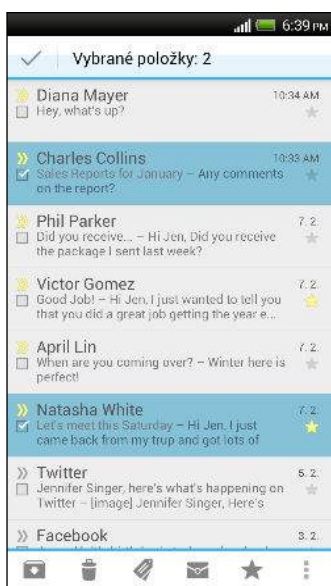 6:39 PM
Vybrané položky: 2
Diana Mayer 10:34 AM
Hey, what's up?
Charles Collins 10:33 AM
Sales Reports for January – Any comments
on the report?
Phil Parker 7. 2.
Did you receive... – Hi Jen, Did you receive
the package I sent last week?
Victor Gomez 7. 2.
Good Job! – Hi Jen, I just wanted to tell you
that you did a great job getting the year e...
April Lin 7. 2.
When are you coming over? – Winter here is
perfect!
Natasha White 7. 2.
Let's meet this Saturday – Hi Jen, I just
came back from my trup and got lots of
Twitter 5. 2.
Jennifer Singer, here's what's happening on
Twitter – [image] Jennifer Singer, Here's
Facebook 3. 2.